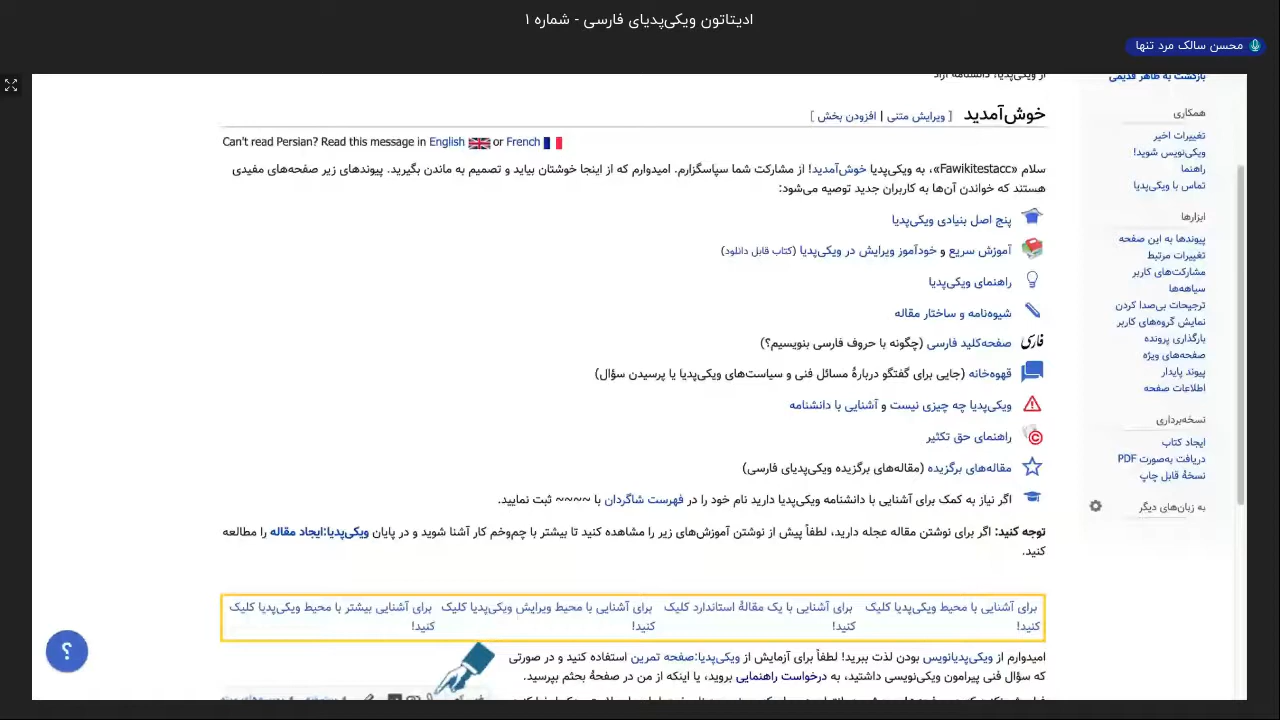 ادیتاتون ویکی‌پدیای فارسی - شماره ۱
محسن سالک مرد تنها
بازگشت به ظاهر قدیمی
همکاری
تغییرات اخیر
ویکی‌نویس شوید!
راهنما
تماس با ویکی‌پدیا
ابزارها
پیوندها به این صفحه
تغییرات مرتبط
مشارکت‌های کاربر
سیاهه‌ها
ترجیحات بی‌صدا کردن
نمایش گروه‌های کاربر
بارگذاری پرونده
صفحه‌های ویژه
پیوند پایدار
اطلاعات صفحه
نسخه‌برداری
ایجاد کتاب
دریافت به‌صورت PDF
نسخهٔ قابل چاپ
به زبان‌های دیگر
از ویکی‌پدیا، دانشنامهٔ آزاد
خوش‌آمدید [ ویرایش متنی | افزودن بخش ]
Can't read Persian? Read this message in English or French
سلام «Fawikitestacc»، به ویکی‌پدیا خوش‌آمدید! از مشارکت شما سپاسگزارم. امیدوارم که از اینجا خوشتان بیاید و تصمیم به ماندن بگیرید. پیوندهای زیر صفحه‌های مفیدی
هستند که خواندن آن‌ها به کاربران جدید توصیه می‌شود:
پنج اصل بنیادی ویکی‌پدیا
آموزش سریع و خودآموز ویرایش در ویکی‌پدیا (کتاب قابل دانلود)
راهنمای ویکی‌پدیا
شیوه‌نامه و ساختار مقاله
فارسی صفحه‌کلید فارسی (چگونه با حروف فارسی بنویسیم؟)
قهوه‌خانه (جایی برای گفتگو دربارهٔ مسائل فنی و سیاست‌های ویکی‌پدیا یا پرسیدن سؤال)
ویکی‌پدیا چه چیزی نیست و آشنایی با دانشنامه
راهنمای حق تکثیر
مقاله‌های برگزیده (مقاله‌های برگزیده ویکی‌پدیای فارسی)
اگر نیاز به کمک برای آشنایی با دانشنامه ویکی‌پدیا دارید نام خود را در فهرست شاگردان با ~~~~ ثبت نمایید.
توجه کنید: اگر برای نوشتن مقاله عجله دارید، لطفاً پیش از نوشتن آموزش‌های زیر را مشاهده کنید تا بیشتر با چم‌وخم کار آشنا شوید و در پایان ویکی‌پدیا:ایجاد مقاله را مطالعه
کنید.
برای آشنایی با محیط ویکی‌پدیا کلیک کنید!
برای آشنایی با یک مقالهٔ استاندارد کلیک کنید!
برای آشنایی با محیط ویرایش ویکی‌پدیا کلیک کنید!
برای آشنایی بیشتر با محیط ویکی‌پدیا کلیک کنید!
امیدوارم از ویکی‌پدیانویس بودن لذت ببرید! لطفاً برای آزمایش از ویکی‌پدیا:صفحه تمرین استفاده کنید و در صورتی
که سؤال فنی پیرامون ویکی‌نویسی داشتید، به درخواست راهنمایی بروید، یا اینکه از من در صفحهٔ بحثم بپرسید.
؟